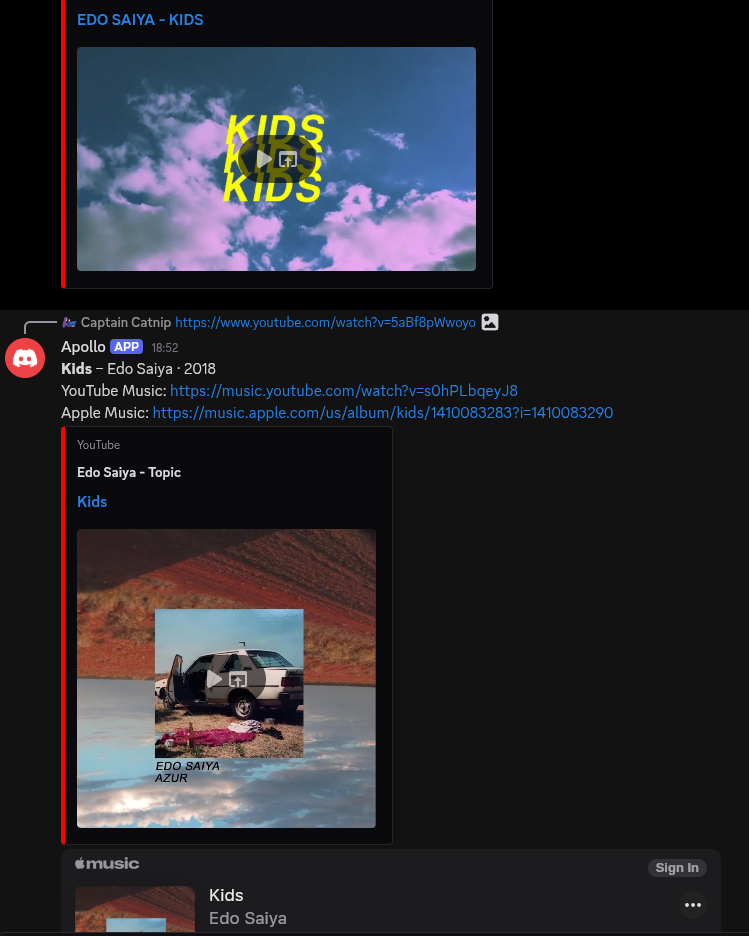 EDO SAIYA - KIDS
KIDS
KIDS
KIDS
Captain Catnip https://www.youtube.com/watch?v=5aBf8pWwoyo
Apollo APP 18:52
Kids – Edo Saiya · 2018
YouTube Music: https://music.youtube.com/watch?v=s0hPLbqeyJ8
Apple Music: https://music.apple.com/us/album/kids/1410083283?i=1410083290
YouTube
Edo Saiya - Topic
Kids
EDO SAIYA
AZUR
music
Sign In
Kids
Edo Saiya